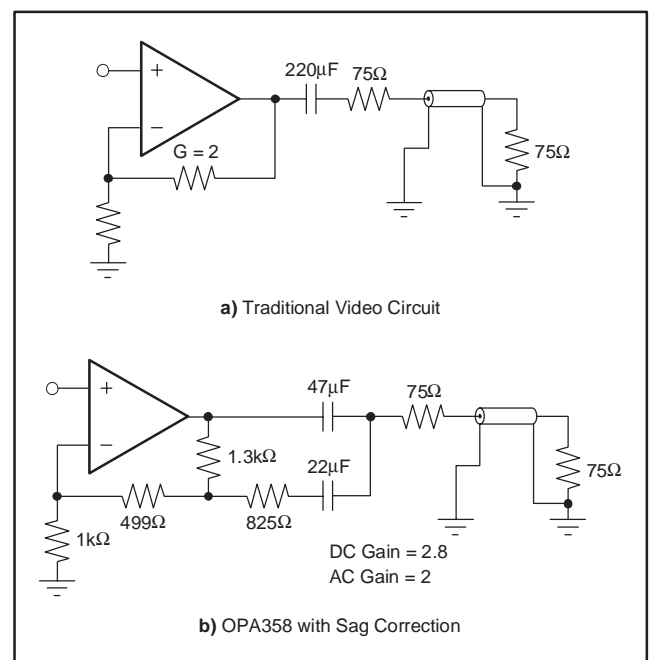 220μF
75Ω
+
−
G = 2
75Ω
a) Traditional Video Circuit
47μF
75Ω
+
−
1.3kΩ
22μF
75Ω
499Ω
825Ω
1kΩ
DC Gain = 2.8
AC Gain = 2
b) OPA358 with Sag Correction